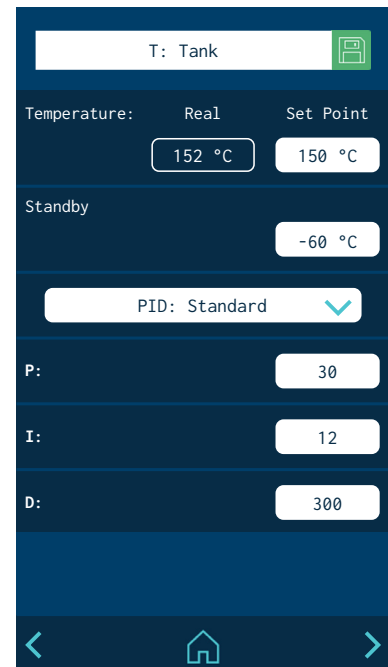 T: Tank
Temperature: Real Set Point
152 °C 150 °C
Standby
-60 °C
PID: Standard
P: 30
I: 12
D: 300